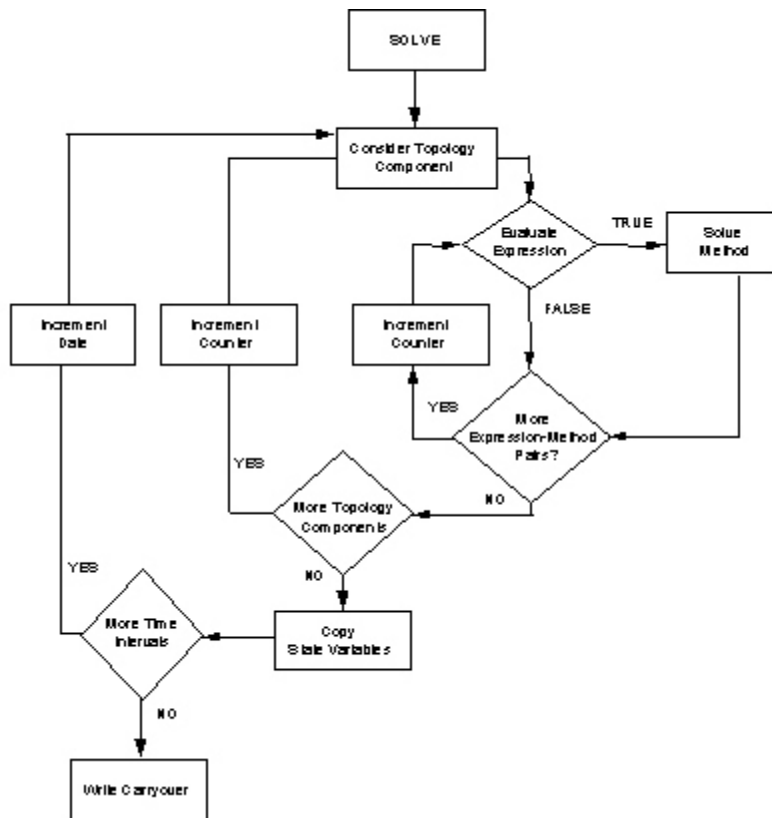 SOLVE
Consider Topology
Component
Evaluate
Expression
TRUE
Solve
Method
FALSE
Increment
Date
Increment
Counter
Increment
Counter
YES
More
Expression-Method
Pairs?
YES
NO
More Topology
Components
YES
NO
More Time
Intervals
Copy
State Variables
NO
Write Carryover